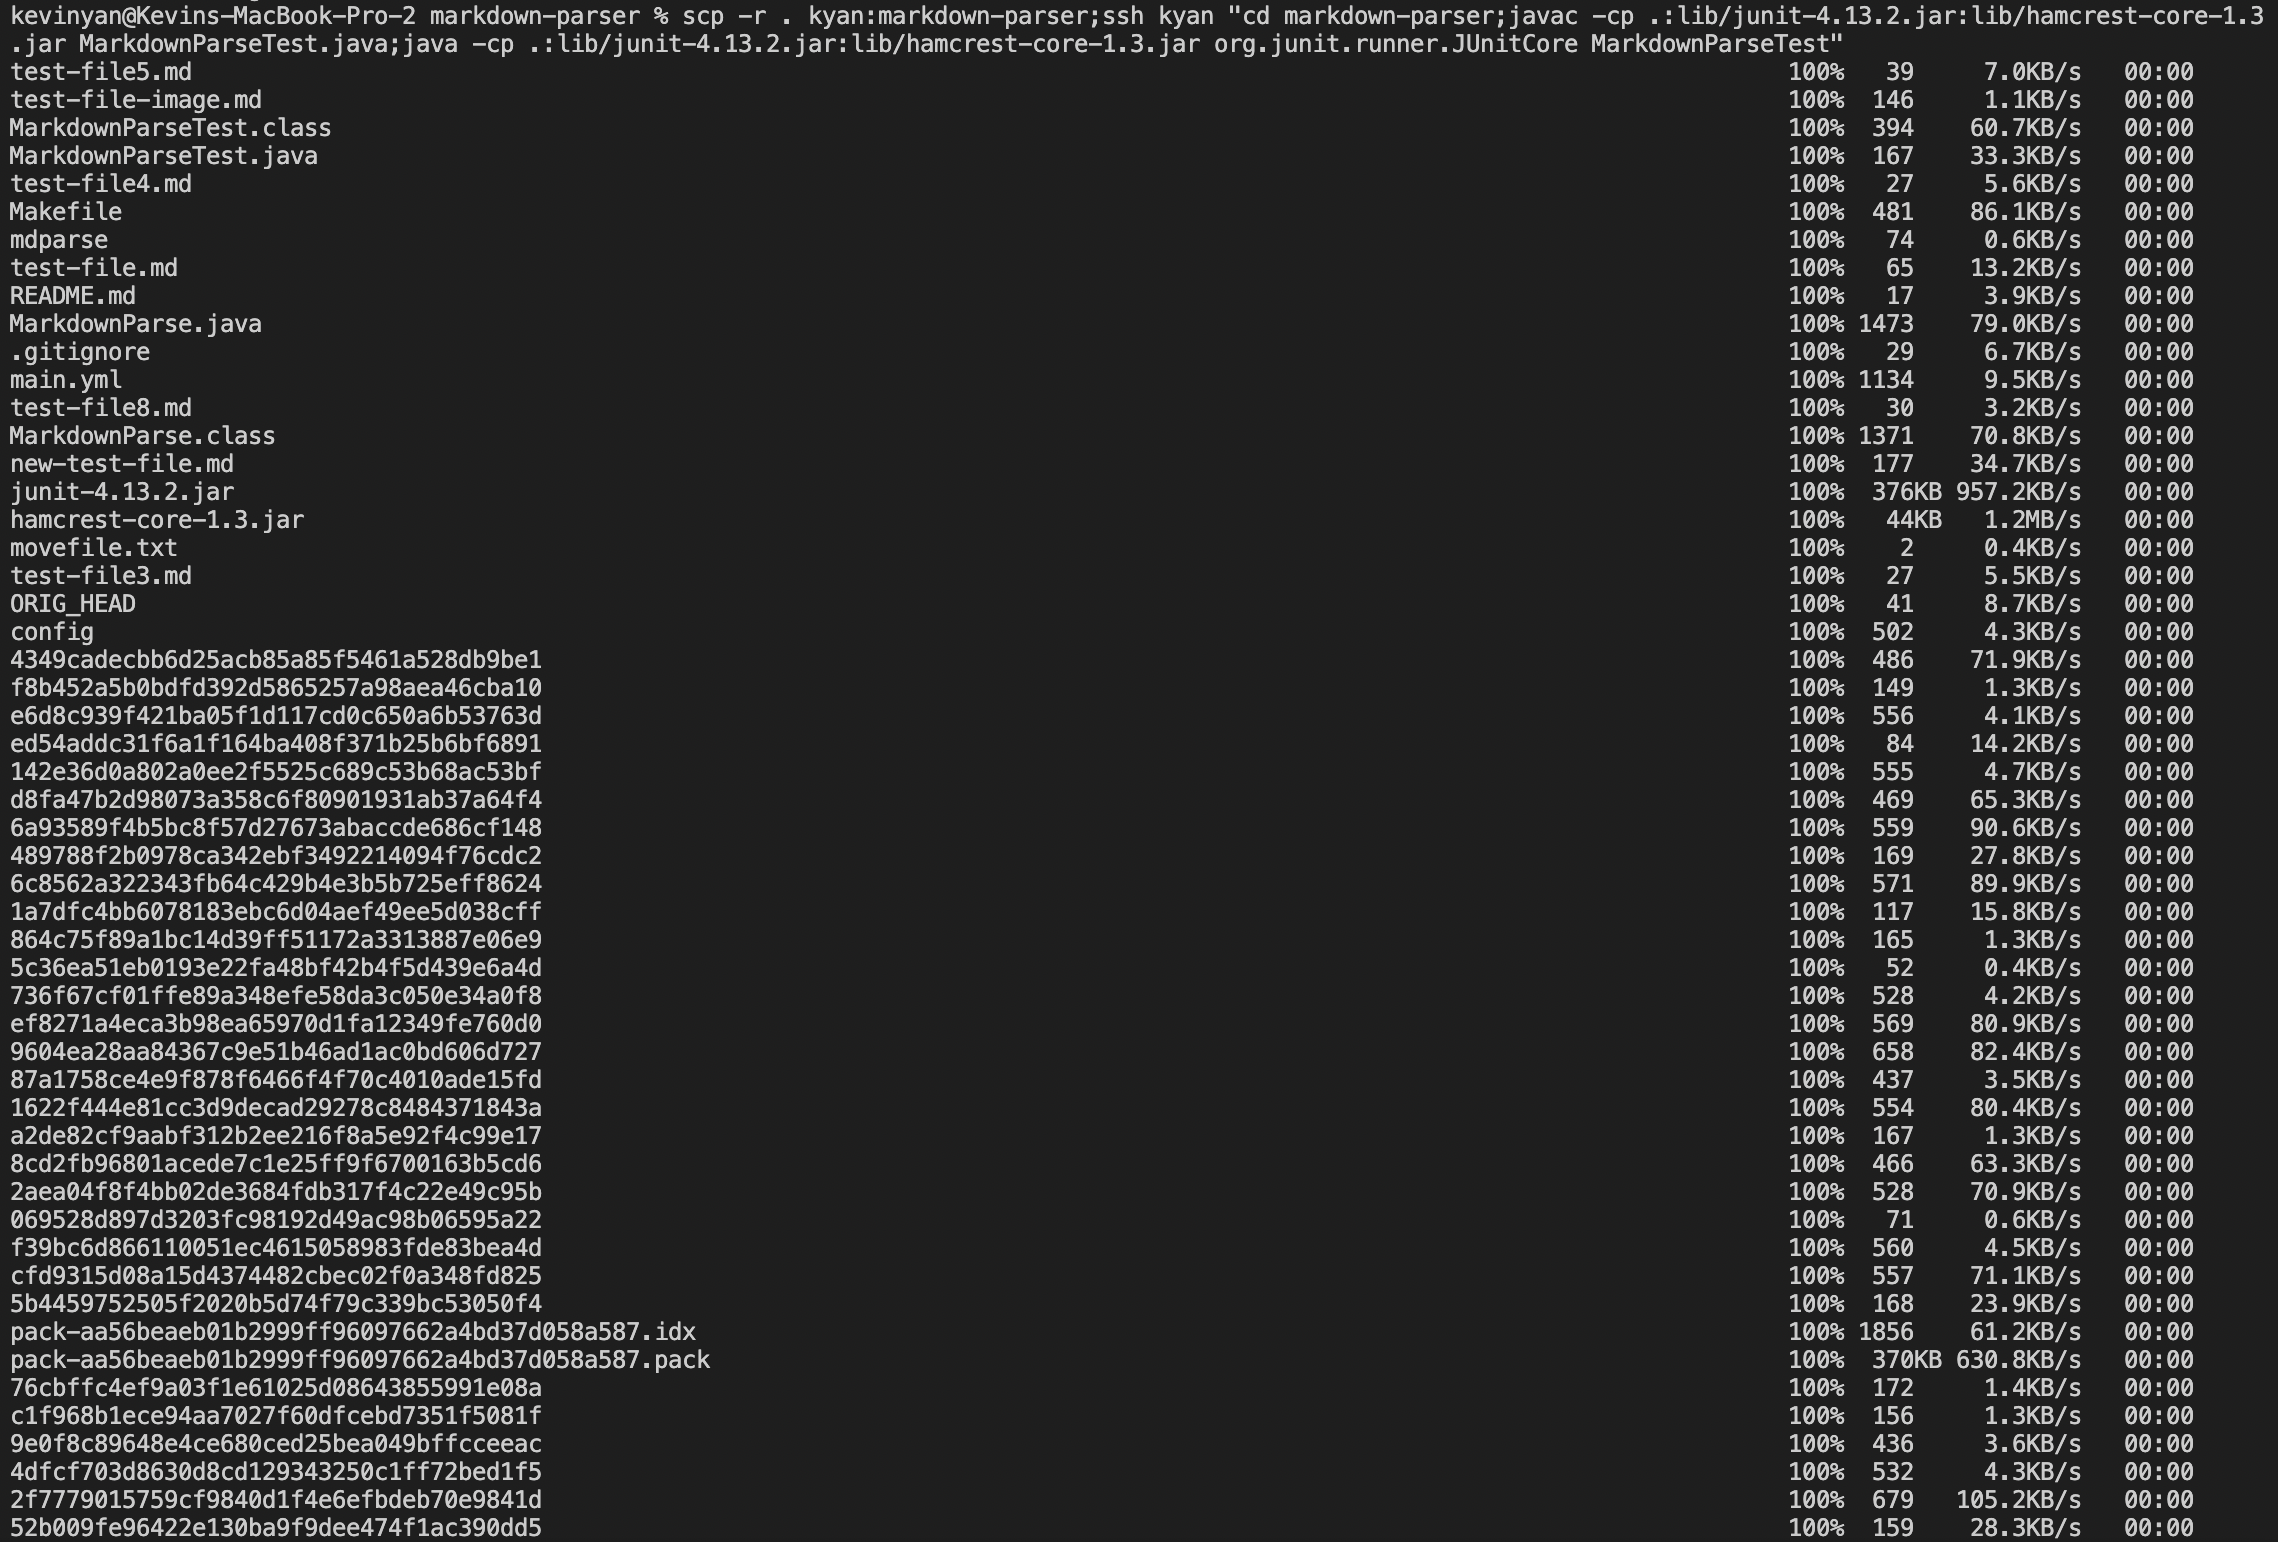 kevinyan@Kevins-MacBook-Pro-2 markdown-parser % scp -r . kyan:markdown-parser;ssh kyan "cd markdown-parser;javac -cp .:lib/junit-4.13.2.jar:lib/hamcrest-core-1.3
.jar MarkdownParseTest.java;java -cp .:lib/junit-4.13.2.jar:lib/hamcrest-core-1.3.jar org.junit.runner.JUnitCore MarkdownParseTest"
test-file5.md 100% 39 7.0KB/s 00:00
test-file-image.md 100% 146 1.1KB/s 00:00
MarkdownParseTest.class 100% 394 60.7KB/s 00:00
MarkdownParseTest.java 100% 167 33.3KB/s 00:00
test-file4.md 100% 27 5.6KB/s 00:00
Makefile 100% 481 86.1KB/s 00:00
mdparse 100% 74 0.6KB/s 00:00
test-file.md 100% 65 13.2KB/s 00:00
README.md 100% 17 3.9KB/s 00:00
MarkdownParse.java 100% 1473 79.0KB/s 00:00
.gitignore 100% 29 6.7KB/s 00:00
main.yml 100% 1134 9.5KB/s 00:00
test-file8.md 100% 30 3.2KB/s 00:00
MarkdownParse.class 100% 1371 70.8KB/s 00:00
new-test-file.md 100% 177 34.7KB/s 00:00
junit-4.13.2.jar 100% 376KB 957.2KB/s 00:00
hamcrest-core-1.3.jar 100% 44KB 1.2MB/s 00:00
movefile.txt 100% 2 0.4KB/s 00:00
test-file3.md 100% 27 5.5KB/s 00:00
ORIG_HEAD 100% 41 8.7KB/s 00:00
config 100% 502 4.3KB/s 00:00
4349cadecbb6d25acb85a85f5461a528db9be1 100% 486 71.9KB/s 00:00
f8b452a5b0bdfd392d5865257a98aea46cba10 100% 149 1.3KB/s 00:00
e6d8c939f421ba05f1d117cd0c650a6b53763d 100% 556 4.1KB/s 00:00
ed54addc31f6a1f164ba408f371b25b6bf6891 100% 84 14.2KB/s 00:00
142e36d0a802a0ee2f5525c689c53b68ac53bf 100% 555 4.7KB/s 00:00
d8fa47b2d98073a358c6f80901931ab37a64f4 100% 469 65.3KB/s 00:00
6a93589f4b5bc8f57d27673abaccde686cf148 100% 559 90.6KB/s 00:00
489788f2b0978ca342ebf3492214094f76cdc2 100% 169 27.8KB/s 00:00
6c8562a322343fb64c429b4e3b5b725eff8624 100% 571 89.9KB/s 00:00
1a7dfc4bb6078183ebc6d04aef49ee5d038cff 100% 117 15.8KB/s 00:00
864c75f89a1bc14d39ff51172a3313887e06e9 100% 165 1.3KB/s 00:00
5c36ea51eb0193e22fa48bf42b4f5d439e6a4d 100% 52 0.4KB/s 00:00
736f67cf01ffe89a348efe58da3c050e34a0f8 100% 528 4.2KB/s 00:00
ef8271a4eca3b98ea65970d1fa12349fe760d0 100% 569 80.9KB/s 00:00
9604ea28aa84367c9e51b46ad1ac0bd606d727 100% 658 82.4KB/s 00:00
87a1758ce4e9f878f6466f4f70c4010ade15fd 100% 437 3.5KB/s 00:00
1622f444e81cc3d9decad29278c8484371843a 100% 554 80.4KB/s 00:00
a2de82cf9aabf312b2ee216f8a5e92f4c99e17 100% 167 1.3KB/s 00:00
8cd2fb96801acede7c1e25ff9f6700163b5cd6 100% 466 63.3KB/s 00:00
2aea04f8f4bb02de3684fdb317f4c22e49c95b 100% 528 70.9KB/s 00:00
069528d897d3203fc98192d49ac98b06595a22 100% 71 0.6KB/s 00:00
f39bc6d866110051ec4615058983fde83bea4d 100% 560 4.5KB/s 00:00
cfd9315d08a15d4374482cbec02f0a348fd825 100% 557 71.1KB/s 00:00
5b4459752505f2020b5d74f79c339bc53050f4 100% 168 23.9KB/s 00:00
pack-aa56beaeb01b2999ff96097662a4bd37d058a587.idx 100% 1856 61.2KB/s 00:00
pack-aa56beaeb01b2999ff96097662a4bd37d058a587.pack 100% 370KB 630.8KB/s 00:00
76cbffc4ef9a03f1e61025d08643855991e08a 100% 172 1.4KB/s 00:00
c1f968b1ece94aa7027f60dfcebd7351f5081f 100% 156 1.3KB/s 00:00
9e0f8c89648e4ce680ced25bea049bffcceeac 100% 436 3.6KB/s 00:00
4dfcf703d8630d8cd129343250c1ff72bed1f5 100% 532 4.3KB/s 00:00
2f7779015759cf9840d1f4e6efbdeb70e9841d 100% 679 105.2KB/s 00:00
52b009fe96422e130ba9f9dee474f1ac390dd5 100% 159 28.3KB/s 00:00